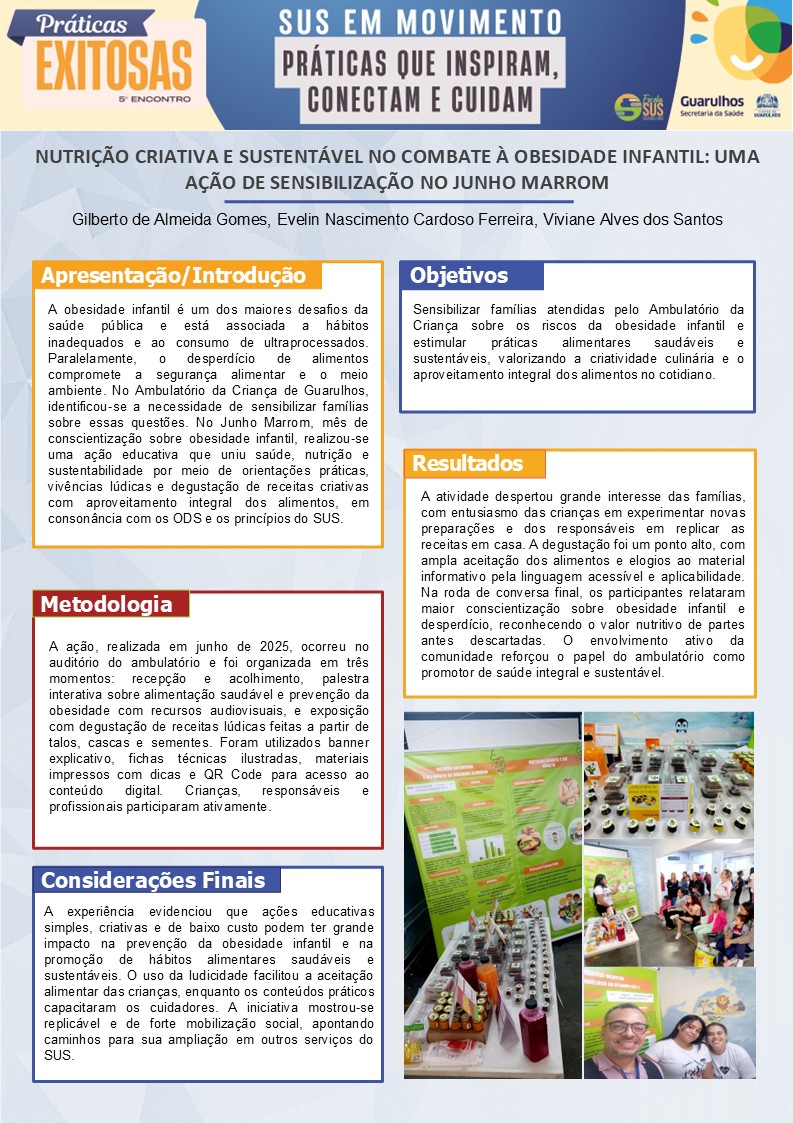 Práticas
EXITOSAS
5º ENCONTRO
SUS EM MOVIMENTO
PRÁTICAS QUE INSPIRAM,
CONECTAM E CUIDAM
Escola
SUS
Guarulhos
Secretaria da Saúde
GUARULHOS
NUTRIÇÃO CRIATIVA E SUSTENTÁVEL NO COMBATE À OBESIDADE INFANTIL: UMA
AÇÃO DE SENSIBILIZAÇÃO NO JUNHO MARROM
Gilberto de Almeida Gomes, Evelin Nascimento Cardoso Ferreira, Viviane Alves dos Santos
Apresentação/Introdução
A obesidade infantil é um dos maiores desafios da
saúde pública e está associada a hábitos
inadequados e ao consumo de ultraprocessados.
Paralelamente, o desperdício de alimentos
compromete a segurança alimentar e o meio
ambiente. No Ambulatório da Criança de Guarulhos,
identificou-se a necessidade de sensibilizar famílias
sobre essas questões. No Junho Marrom, mês de
conscientização sobre obesidade infantil, realizou-se
uma ação educativa que uniu saúde, nutrição e
sustentabilidade por meio de orientações práticas,
vivências lúdicas e degustação de receitas criativas
com aproveitamento integral dos alimentos, em
consonância com os ODS e os princípios do SUS.
Metodologia
A ação, realizada em junho de 2025, ocorreu no
auditório do ambulatório e foi organizada em três
momentos: recepção e acolhimento, palestra
interativa sobre alimentação saudável e prevenção da
obesidade com recursos audiovisuais, e exposição
com degustação de receitas lúdicas feitas a partir de
talos, cascas e sementes. Foram utilizados banner
explicativo, fichas técnicas ilustradas, materiais
impressos com dicas e QR Code para acesso ao
conteúdo digital. Crianças, responsáveis e
profissionais participaram ativamente.
Considerações Finais
A experiência evidenciou que ações educativas
simples, criativas e de baixo custo podem ter grande
impacto na prevenção da obesidade infantil e na
promoção de hábitos alimentares saudáveis e
sustentáveis. O uso da ludicidade facilitou a aceitação
alimentar das crianças, enquanto os conteúdos práticos
capacitaram os cuidadores. A iniciativa mostrou-se
replicável e de forte mobilização social, apontando
caminhos para sua ampliação em outros serviços do
SUS.
Objetivos
Sensibilizar famílias atendidas pelo Ambulatório da
Criança sobre os riscos da obesidade infantil e
estimular práticas alimentares saudáveis e
sustentáveis, valorizando a criatividade culinária e o
aproveitamento integral dos alimentos no cotidiano.
Resultados
A atividade despertou grande interesse das famílias,
com entusiasmo das crianças em experimentar novas
preparações e dos responsáveis em replicar as
receitas em casa. A degustação foi um ponto alto, com
ampla aceitação dos alimentos e elogios ao material
informativo pela linguagem acessível e aplicabilidade.
Na roda de conversa final, os participantes relataram
maior conscientização sobre obesidade infantil e
desperdício, reconhecendo o valor nutritivo de partes
antes descartadas. O envolvimento ativo da
comunidade reforçou o papel do ambulatório como
promotor de saúde integral e sustentável.